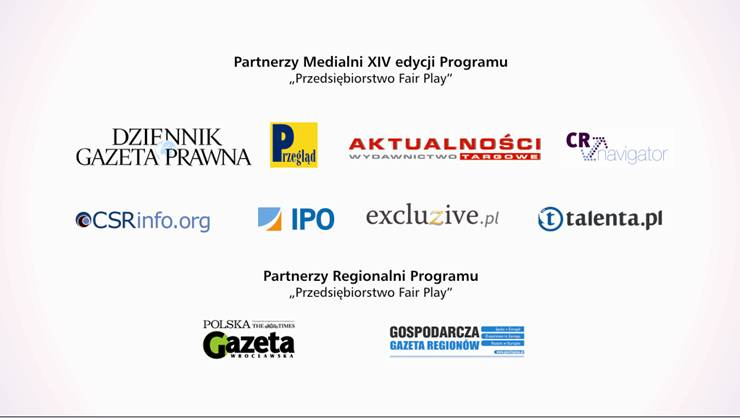 Partnerzy Medialni XIV edycji Programu
„Przedsiębiorstwo Fair Play”
DZIENNIK
GAZETA PRAWNA
Przegląd
AKTUALNOŚCI
WYDAWNICTWO TARGOWE
CR
navigator
CSRinfo.org
IPO
excluzive.pl
talenta.pl
Partnerzy Regionalni Programu
„Przedsiębiorstwo Fair Play”
POLSKA THE TIMES
Gazeta
WROCŁAWSKA
GOSPODARCZA
GAZETA REGIONÓW